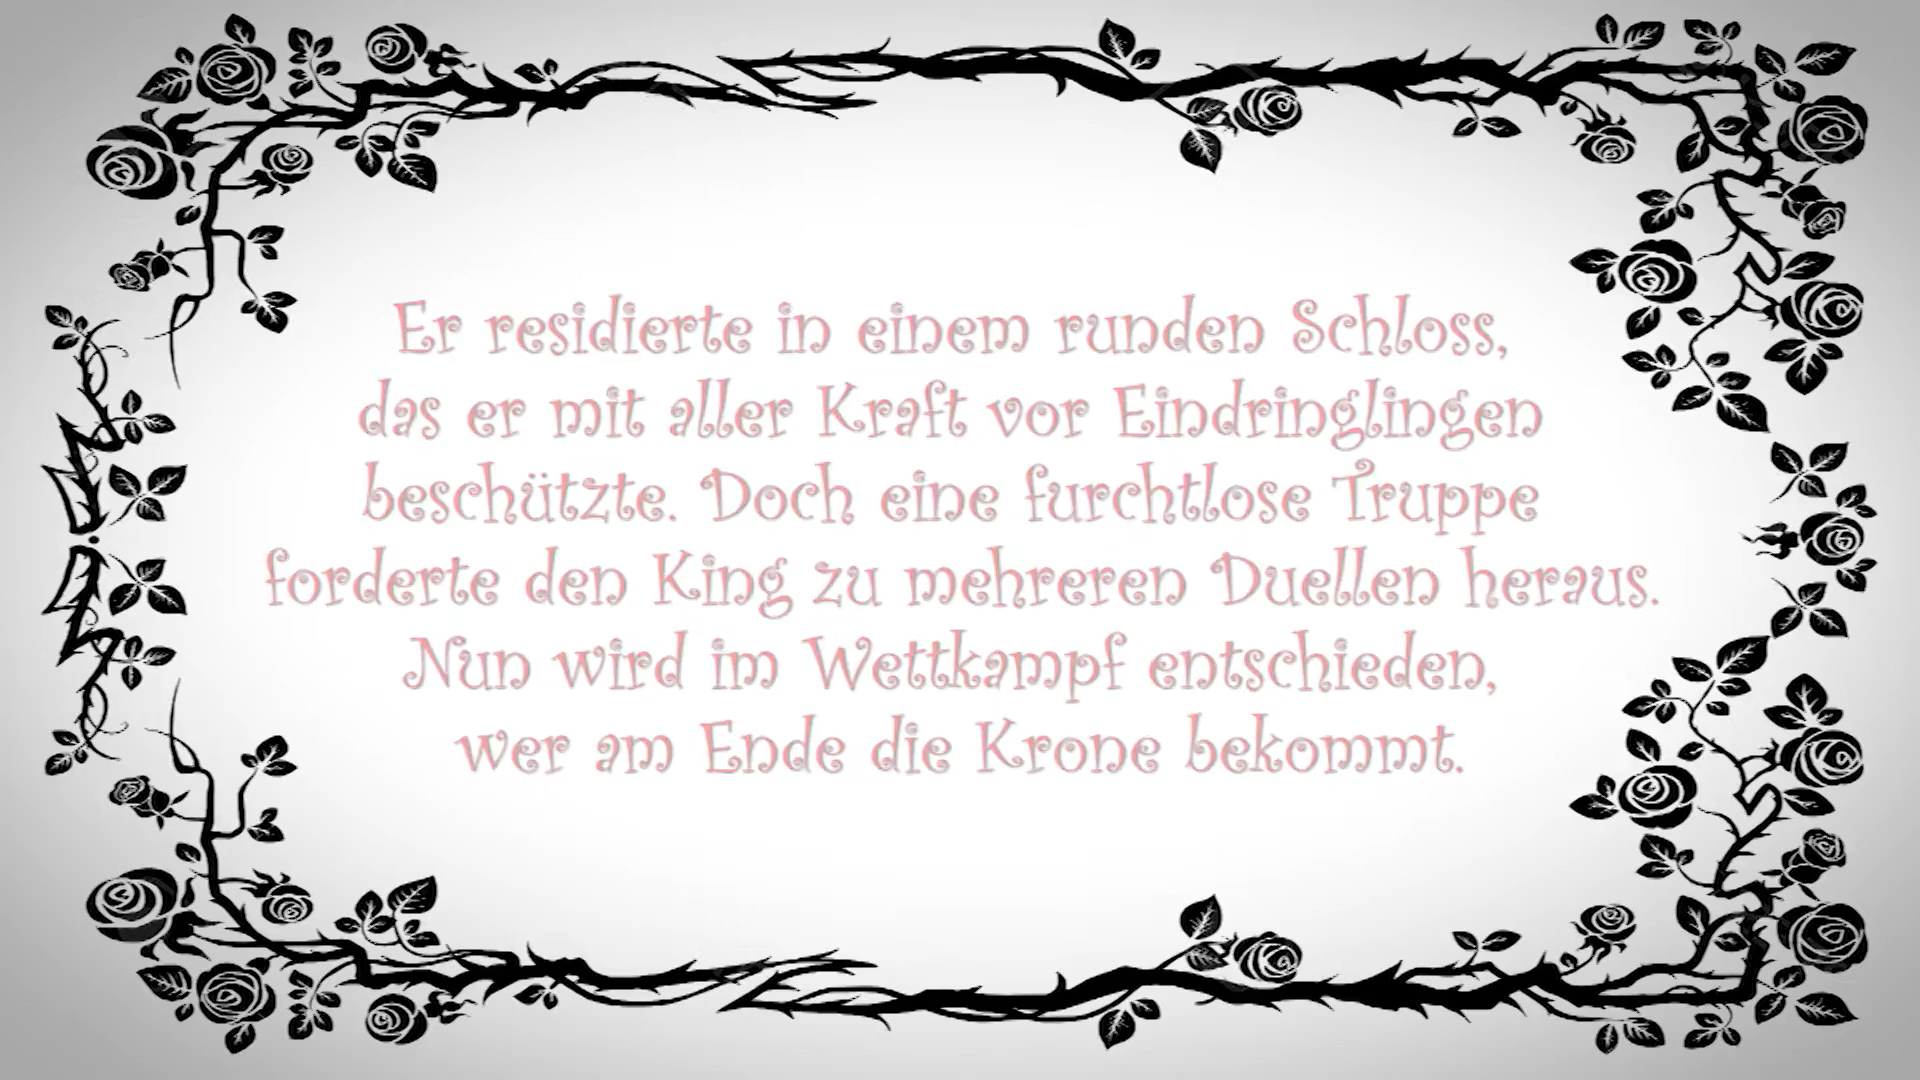 Er residierte in einem runden Schloss,
das er mit aller Kraft vor Eindringlingen
beschützte. Doch eine furchtlose Truppe
forderte den King zu mehreren Duellen heraus.
Nun wird im Wettkampf entschieden,
wer am Ende die Krone bekommt.